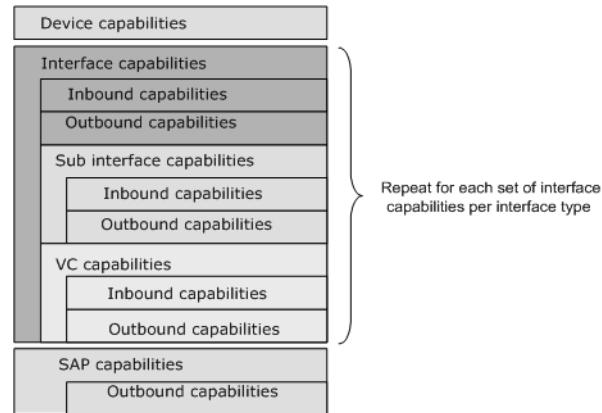 Device capabilities
Interface capabilities
Inbound capabilities
Outbound capabilities
Sub interface capabilities
Inbound capabilities
Outbound capabilities
VC capabilities
Inbound capabilities
Outbound capabilities
SAP capabilities
Outbound capabilities
Repeat for each set of interface
capabilities per interface type